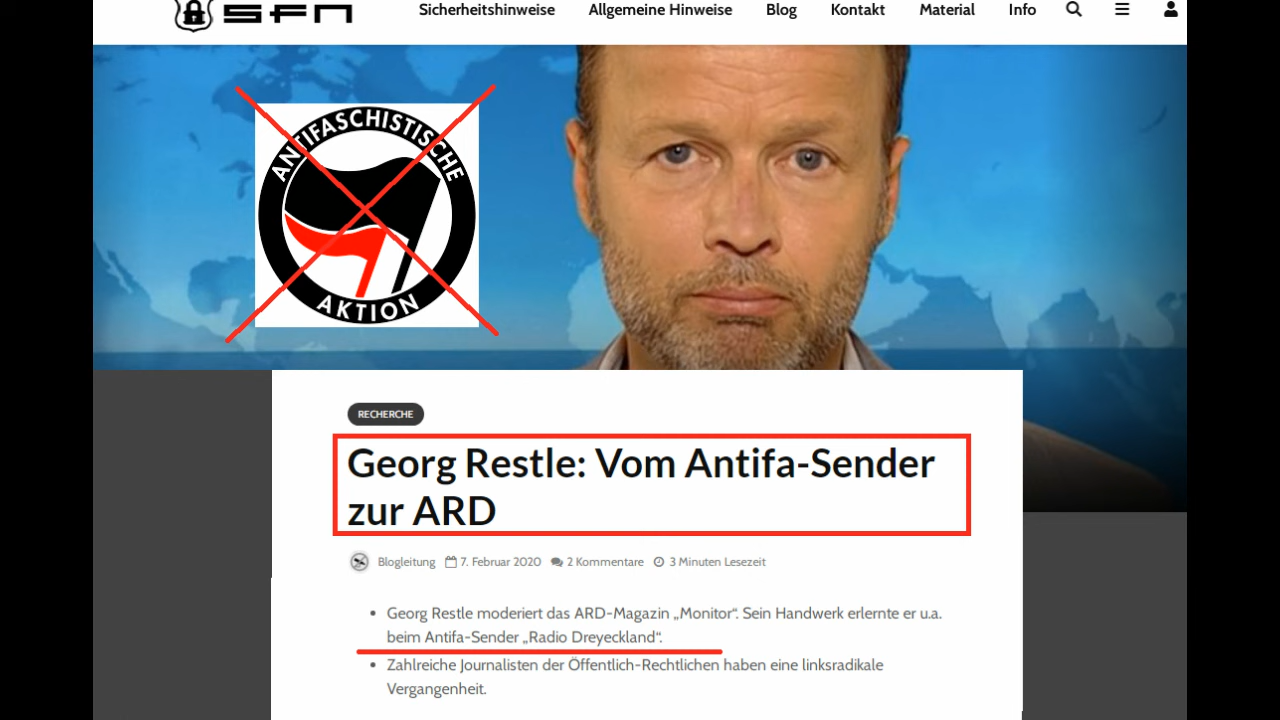 SFN
Sicherheitshinweise Allgemeine Hinweise Blog Kontakt Material Info
ANTIFASCHISTISCHE
AKTION
RECHERCHE
Georg Restle: Vom Antifa-Sender
zur ARD
Blogleitung 7. Februar 2020 2 Kommentare 3 Minuten Lesezeit
Georg Restle moderiert das ARD-Magazin „Monitor“. Sein Handwerk erlernte er u.a.
beim Antifa-Sender „Radio Dreyeckland“.
Zahlreiche Journalisten der Öffentlich-Rechtlichen haben eine linksradikale
Vergangenheit.